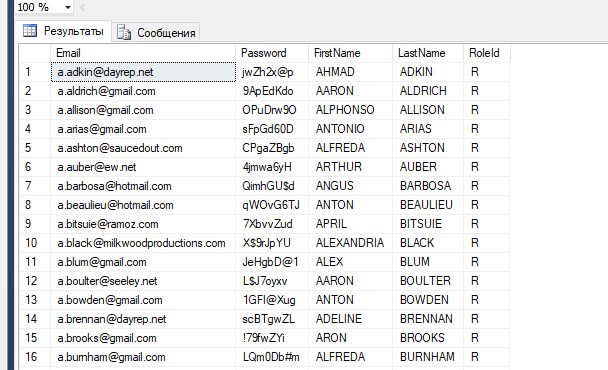 100 %
Результаты Сообщения
Email Password FirstName LastName RoleId
1 a.adkin@dayrep.net jwZh2x@p AHMAD ADKIN R
2 a.aldrich@gmail.com 9ApEdKdo AARON ALDRICH R
3 a.allison@gmail.com OPuDrw9O ALPHONSO ALLISON R
4 a.arias@gmail.com sFpGd60D ANTONIO ARIAS R
5 a.ashton@saucedout.com CPgaZBgb ALFREDA ASHTON R
6 a.auber@ew.net 4jmwa6yH ARTHUR AUBER R
7 a.barbosa@hotmail.com QimhGU$d ANGUS BARBOSA R
8 a.beaulieu@hotmail.com qWOvG6TJ ANTON BEAULIEU R
9 a.bitsuie@ramoz.com 7XbvvZud APRIL BITSUIE R
10 a.black@milkwoodproductions.com X$9rJpYU ALEXANDRIA BLACK R
11 a.blum@gmail.com JeHgbD@1 ALEX BLUM R
12 a.boulter@seeley.net L$J7oyxv AARON BOULTER R
13 a.bowden@gmail.com 1GFI@Xug ANTON BOWDEN R
14 a.brennan@dayrep.net scBTgwZL ADELINE BRENNAN R
15 a.brooks@gmail.com !79fwZYi ARON BROOKS R
16 a.burnham@gmail.com LQm0Db#m ALFREDA BURNHAM R